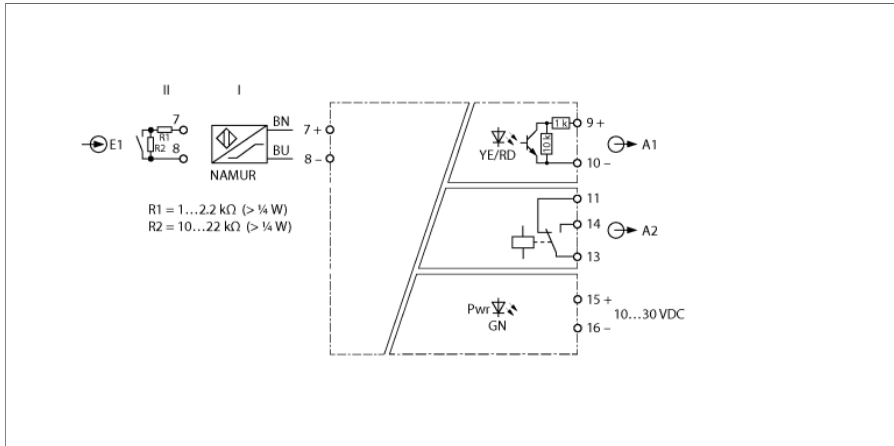 II
I
E1
7
8
R1
R2
BN
BU
NAMUR
7 +
8 –
R1 = 1…2.2 kΩ (> ¼ W)
R2 = 10…22 kΩ (> ¼ W)
YE/RD
1 k
10 k
9 +
10 –
A1
11
14
13
A2
Pwr
GN
15 +
16 –
10…30 VDC